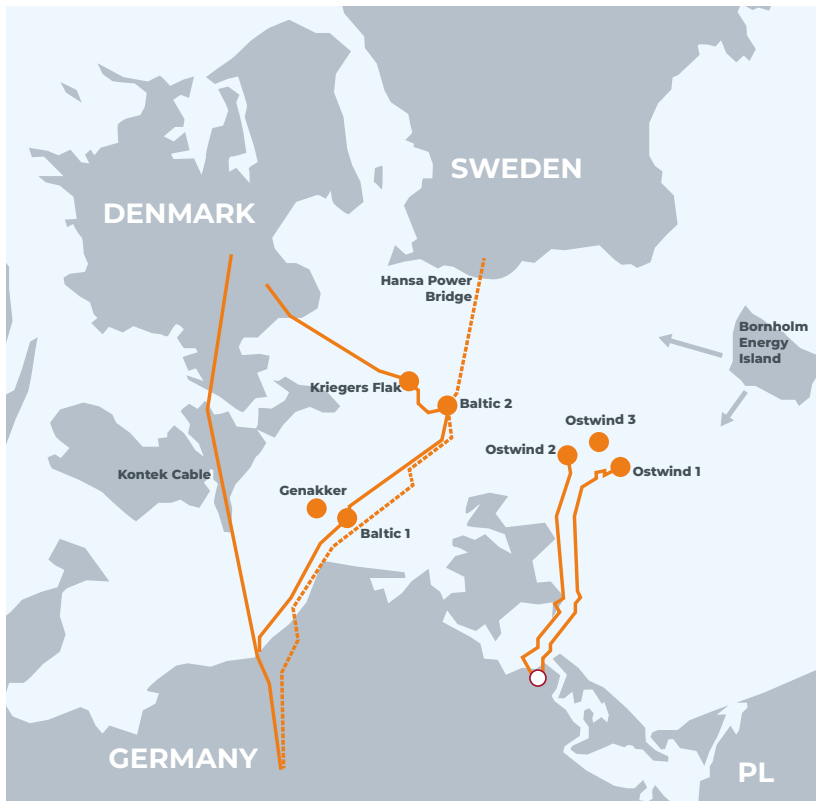 SWEDEN
DENMARK
Hansa Power
Bridge
Bornholm
Energy
Island
Kriegers Flak
Baltic 2
Ostwind 3
Ostwind 2
Ostwind 1
Kontek Cable
Genakker
Baltic 1
GERMANY
PL